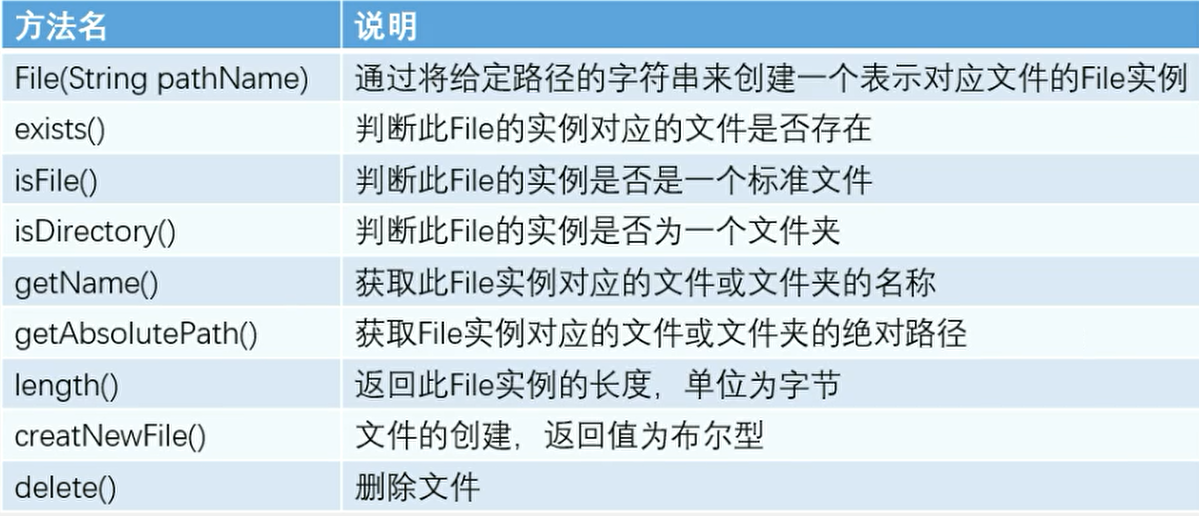 方法名 说明
File(String pathName) 通过将给定路径的字符串来创建一个表示对应文件的File实例
exists() 判断此File的实例对应的文件是否存在
isFile() 判断此File的实例是否是一个标准文件
isDirectory() 判断此File的实例是否为一个文件夹
getName() 获取此File实例对应的文件或文件夹的名称
getAbsolutePath() 获取File实例对应的文件或文件夹的绝对路径
length() 返回此File实例的长度，单位为字节
creatNewFile() 文件的创建，返回值为布尔型
delete() 删除文件